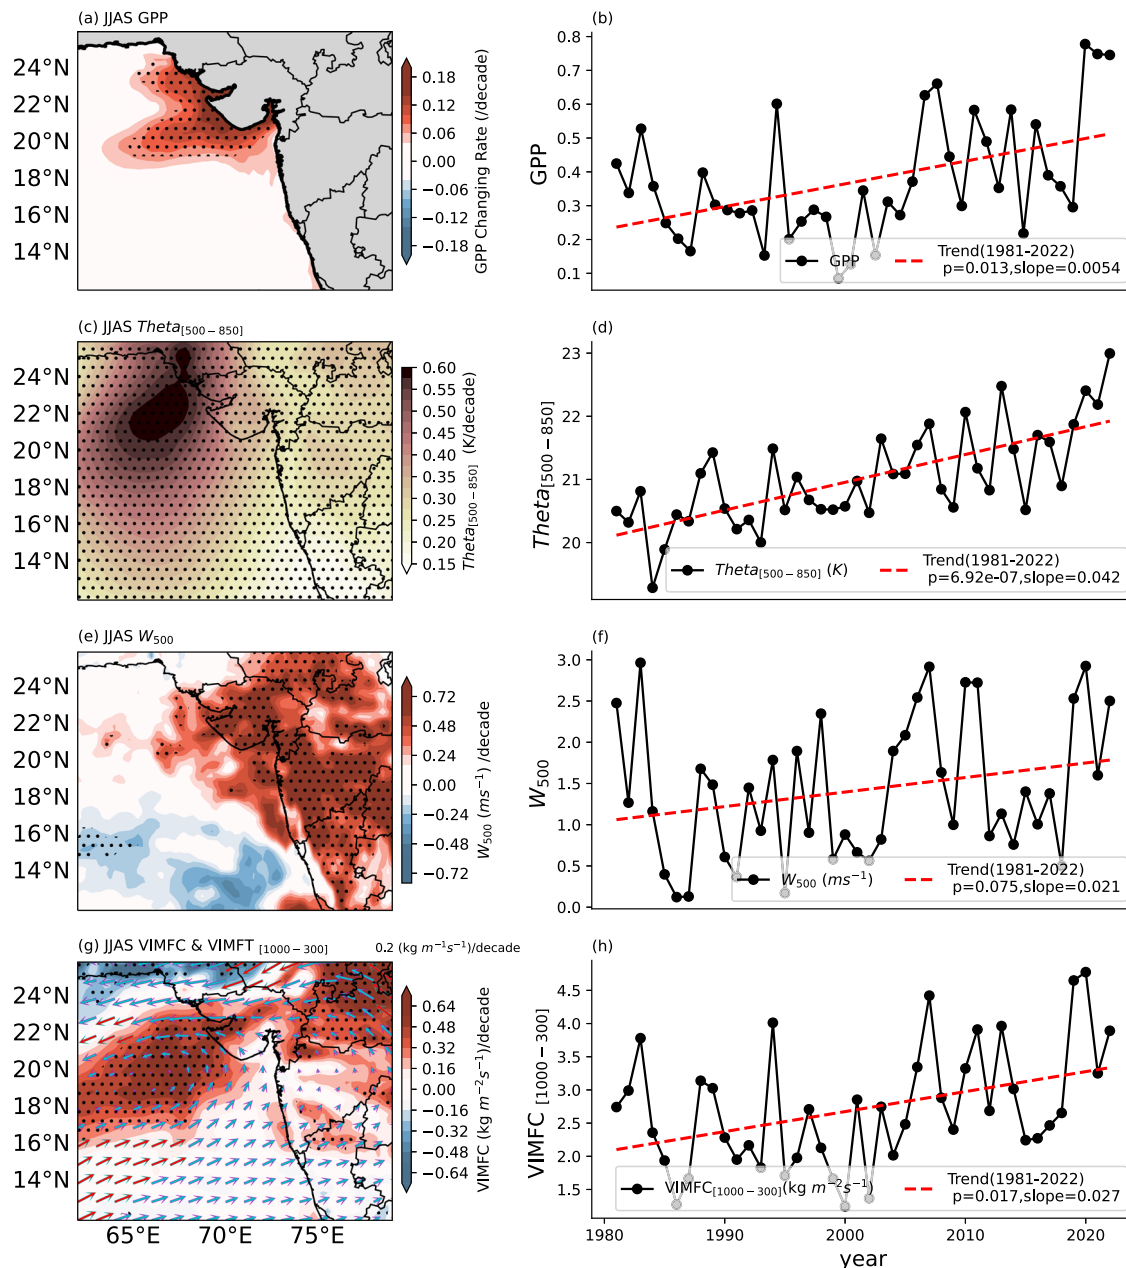 (a) JJAS GPP
24°N
22°N
20°N
18°N
16°N
14°N
0.18
0.12
0.06
0.00
−0.06
−0.12
−0.18
GPP Changing Rate (/decade)
(b)
0.8
0.7
0.6
0.5
0.4
0.3
0.2
0.1
GPP
GPP
Trend(1981-2022)
p=0.013,slope=0.0054
(c) JJAS Theta[500−850]
24°N
22°N
20°N
18°N
16°N
14°N
0.60
0.55
0.50
0.45
0.40
0.35
0.30
0.25
0.20
0.15
Theta[500−850] (K/decade)
(d)
23
22
21
20
Theta[500−850]
Theta[500−850] (K)
Trend(1981-2022)
p=6.92e-07,slope=0.042
(e) JJAS W500
24°N
22°N
20°N
18°N
16°N
14°N
0.72
0.48
0.24
0.00
−0.24
−0.48
−0.72
W500 (ms−1) /decade
(f)
3.0
2.5
2.0
1.5
1.0
0.5
0.0
W500
W500 (ms−1)
Trend(1981-2022)
p=0.075,slope=0.021
(g) JJAS VIMFC & VIMFT [1000−300]
0.2 (kg m−1s−1)/decade
24°N
22°N
20°N
18°N
16°N
14°N
65°E
70°E
75°E
0.64
0.48
0.32
0.16
0.00
−0.16
−0.32
−0.48
−0.64
VIMFC (kg m−2s−1)/decade
(h)
4.5
4.0
3.5
3.0
2.5
2.0
1.5
VIMFC [1000−300]
VIMFC[1000−300](kg m−2s−1)
Trend(1981-2022)
p=0.017,slope=0.027
1980
1990
2000
2010
2020
year